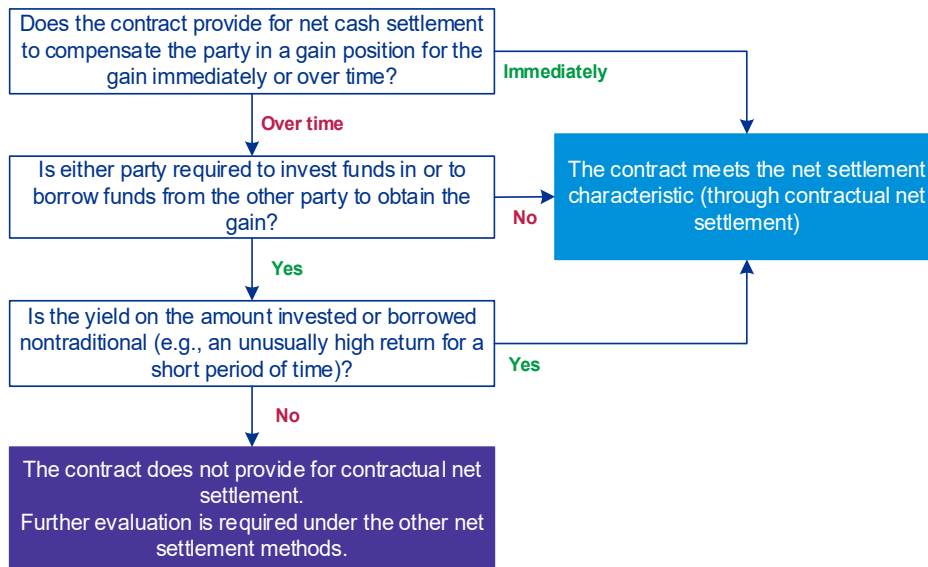 Does the contract provide for net cash settlement
to compensate the party in a gain position for the
gain immediately or over time?
Immediately
Over time
Is either party required to invest funds in or to
borrow funds from the other party to obtain the
gain?
No
The contract meets the net settlement
characteristic (through contractual net
settlement)
Yes
Is the yield on the amount invested or borrowed
nontraditional (e.g., an unusually high return for a
short period of time)?
Yes
No
The contract does not provide for contractual net
settlement.
Further evaluation is required under the other net
settlement methods.